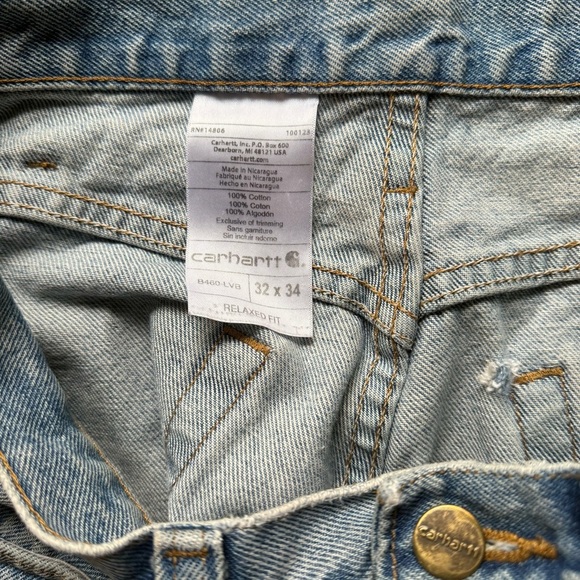 RN#14806 100128
Carhartt, Inc. P.O. Box 600
Dearborn, MI 48121 USA
carhartt.com
Made in Nicaragua
Fabriqué au Nicaragua
Hecho en Nicaragua
100% Cotton
100% Coton
100% Algodón
Exclusive of trimming
Sans garniture
Sin incluir adorno
carhartt
B460-LVB 32 x 34
RELAXED FIT
carhartt